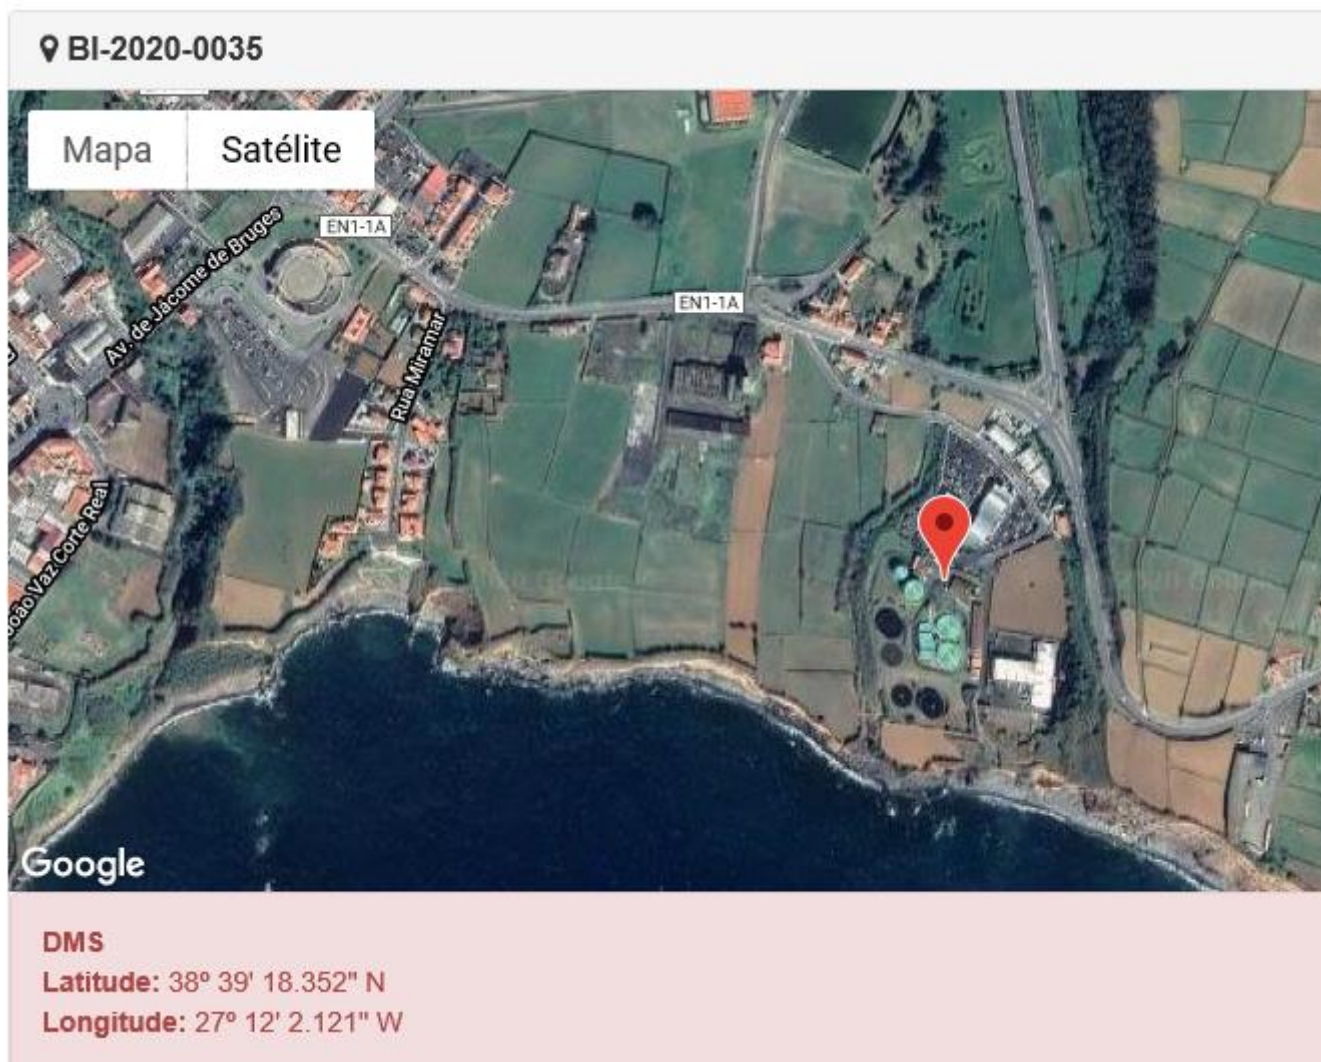 BI-2020-0035
Mapa Satélite
EN1-1A
Av. de Jácome de Bruges
EN1-1A
Rua Miramar
João Vaz Corte Real
Google
DMS
Latitude: 38º 39' 18.352" N
Longitude: 27º 12' 2.121" W